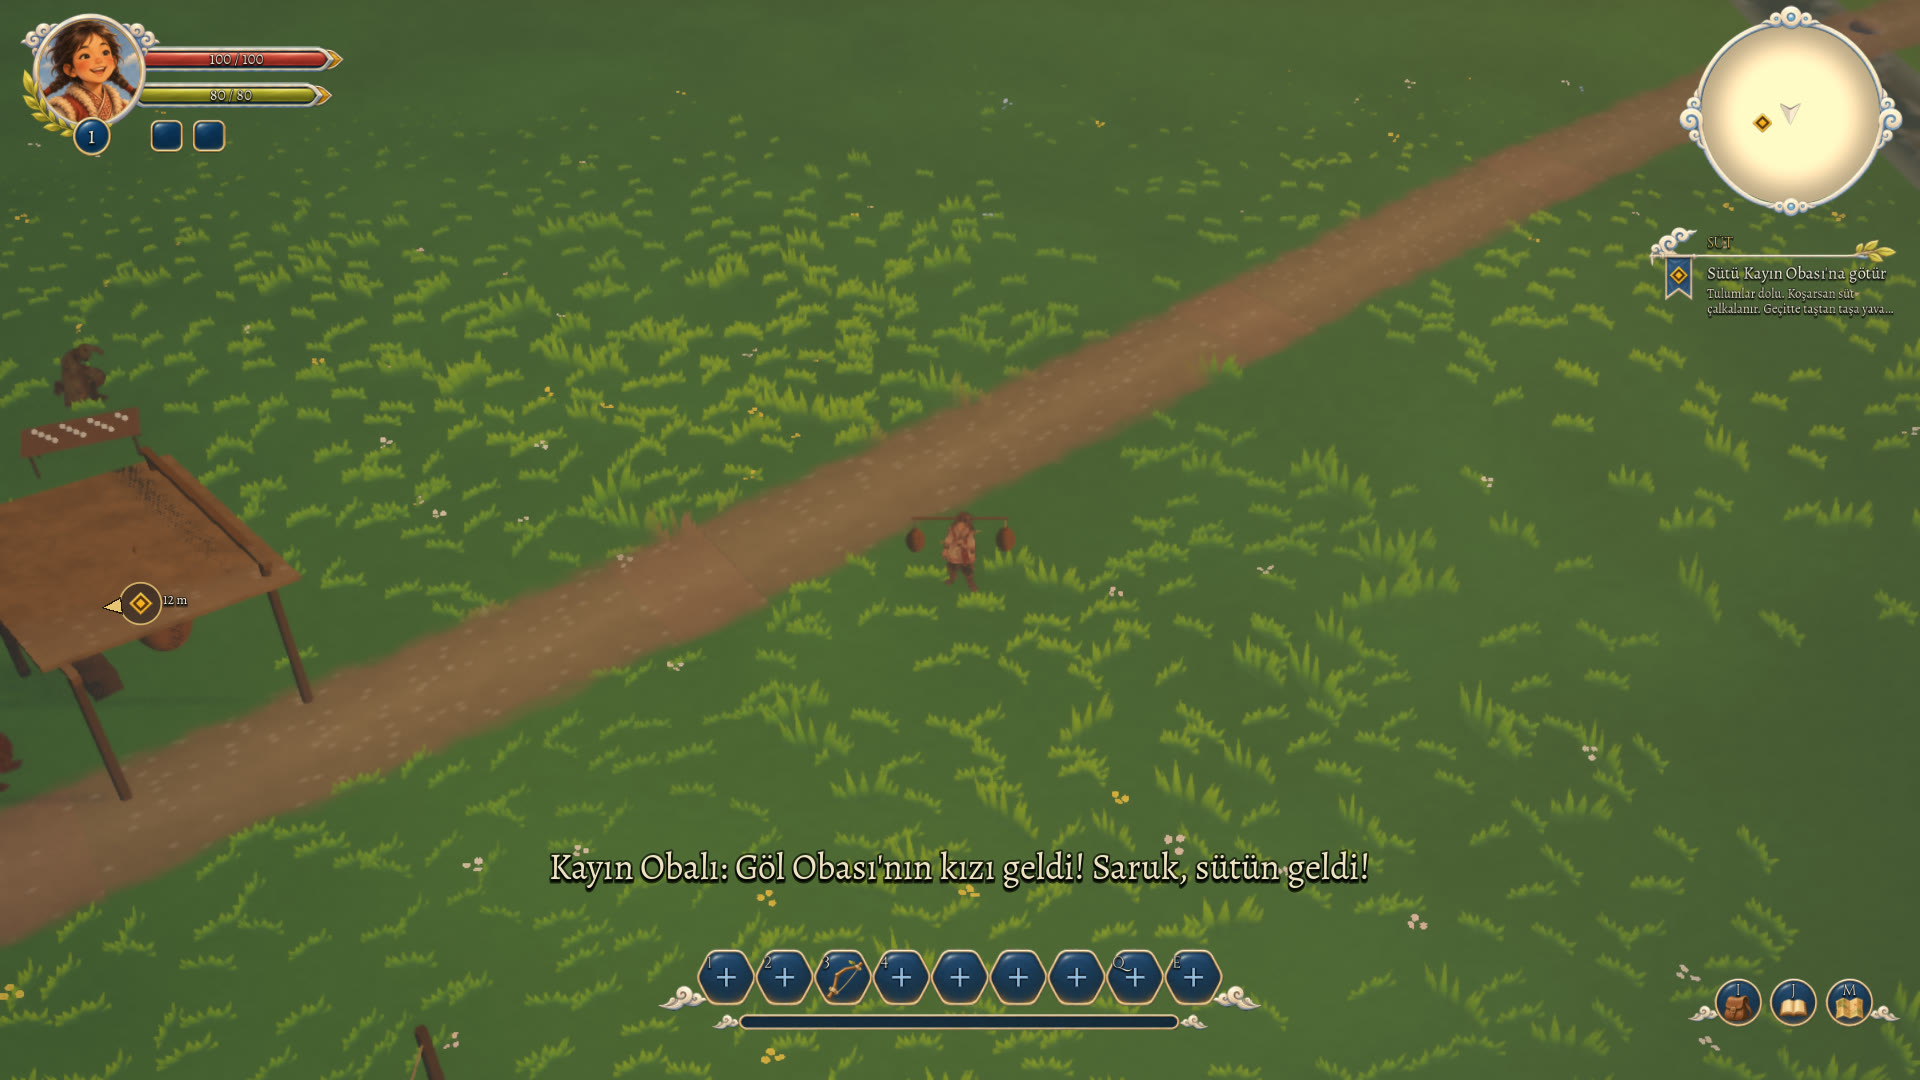 100 / 100
80 / 80
1
SÜT
Sütü Kayın Obası'na götür
Tulumlar dolu. Koşarsan süt
çalkalanır. Geçitte taştan taşa yava...
12 m
Kayın Obalı: Göl Obası'nın kızı geldi! Saruk, sütün geldi!
1 2 3 4 Q E
I J M